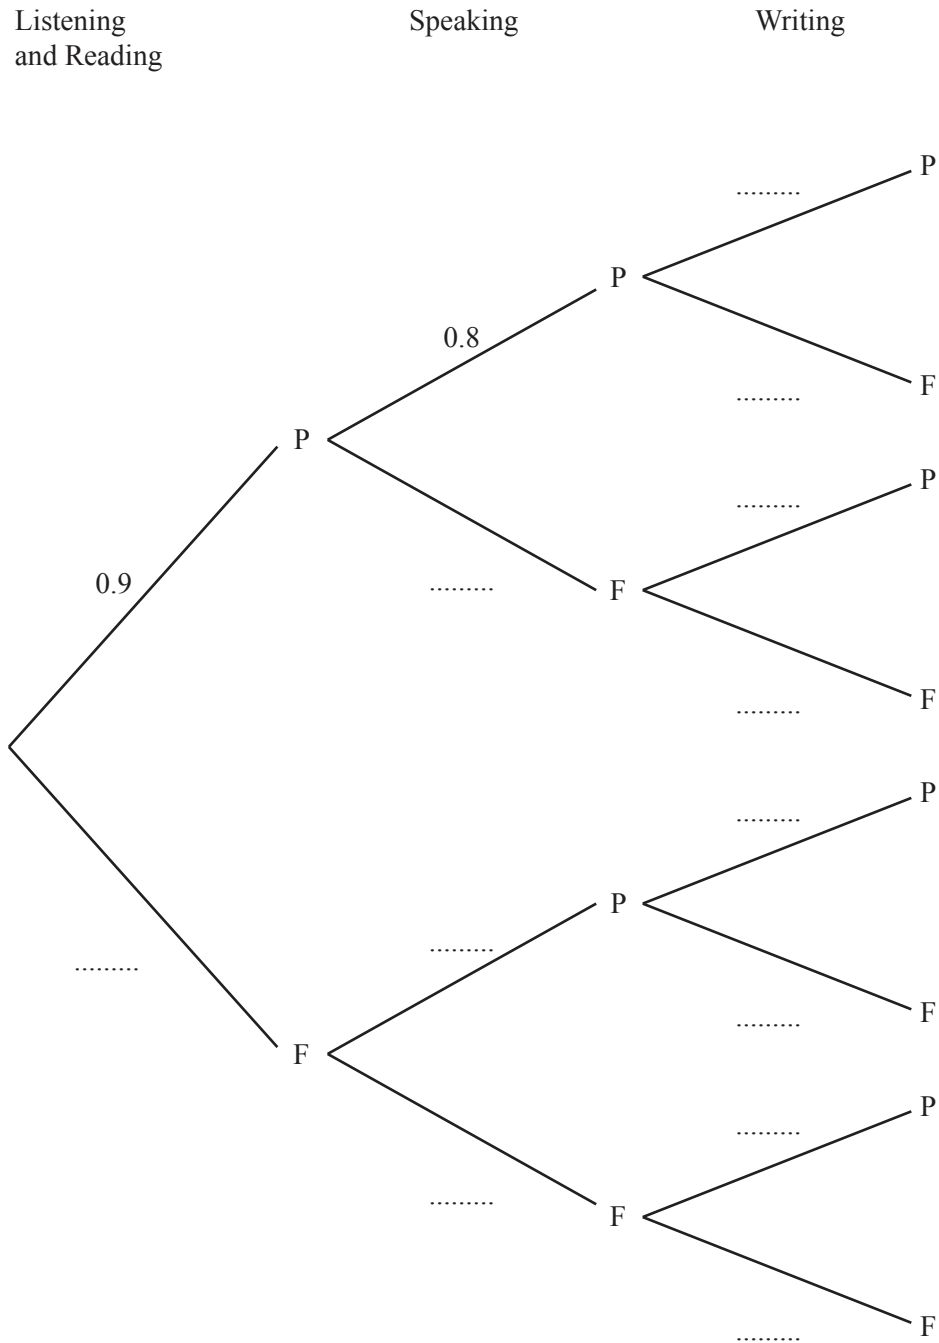 Listening
and Reading
Speaking
Writing
P
.........
P
0.8
F
.........
P
P
.........
0.9
F
.........
F
.........
P
.........
P
.........
.........
F
.........
F
P
.........
.........
F
F
.........